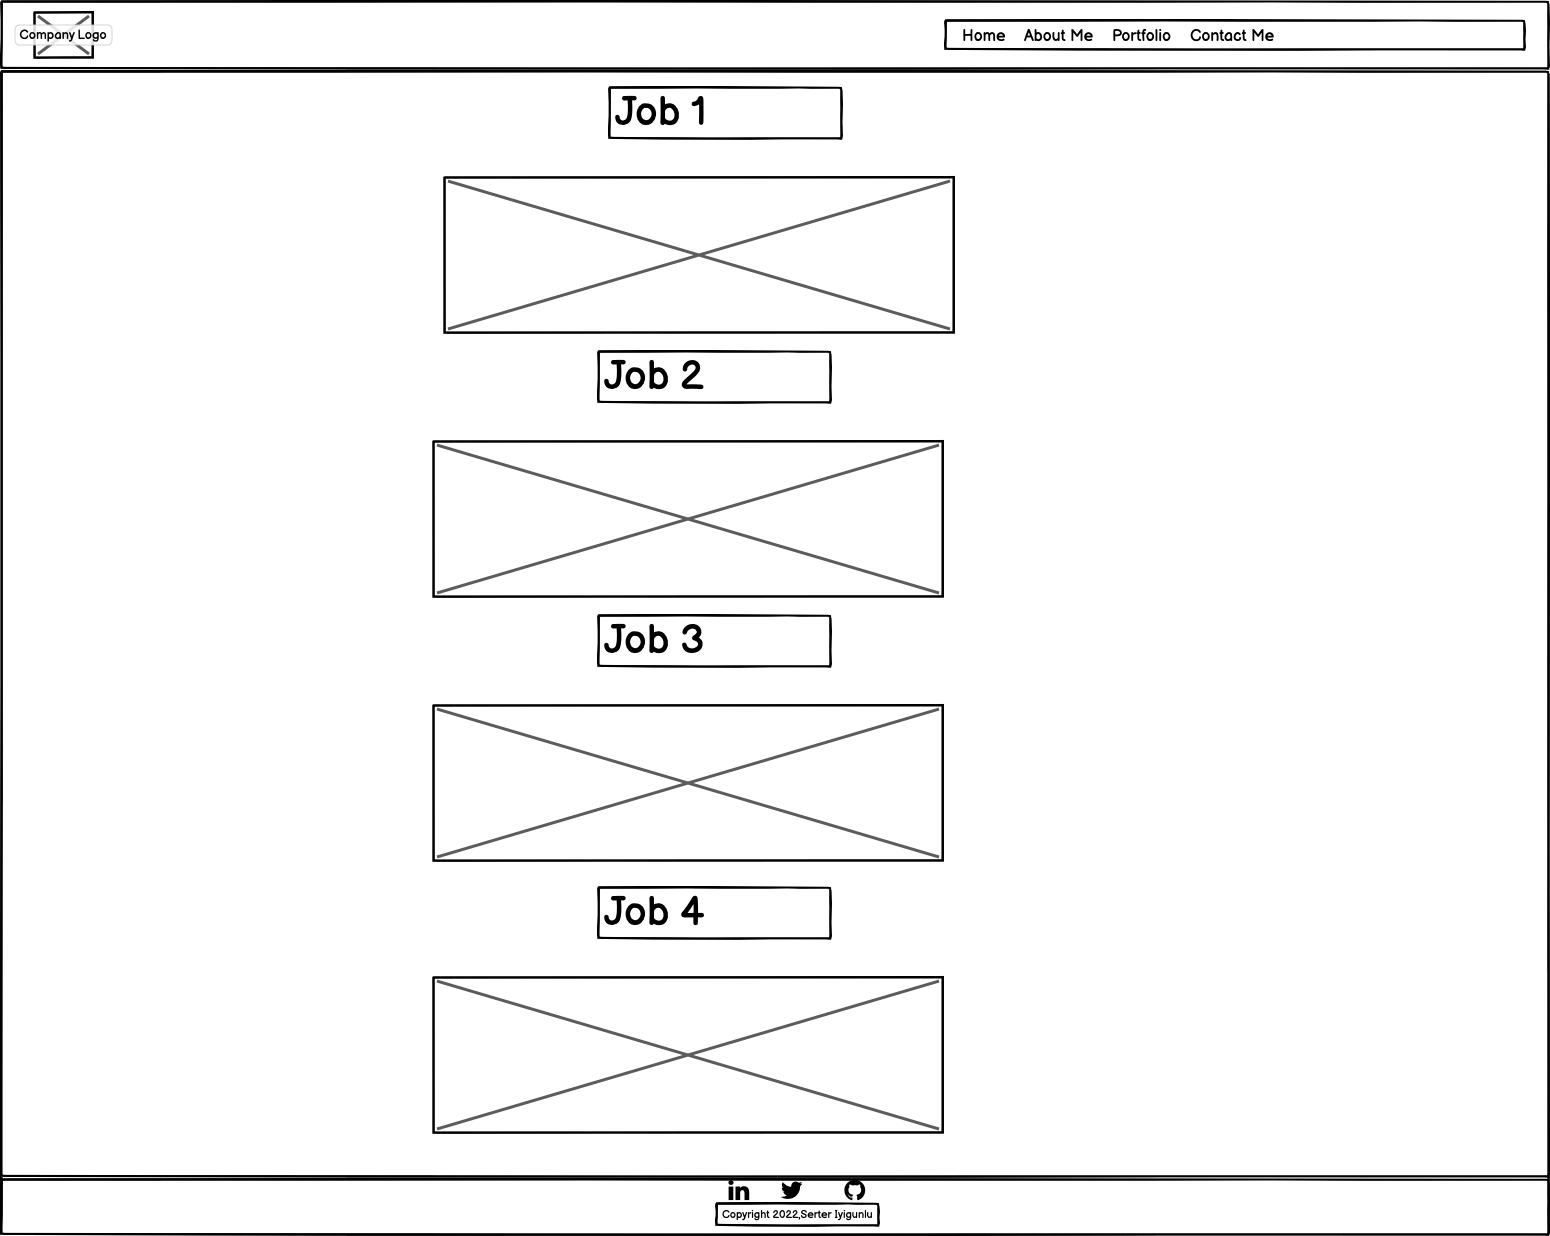 Company Logo
Home About Me Portfolio Contact Me
Job 1
Job 2
Job 3
Job 4
in
Copyright 2022,Serter Iyigunlu